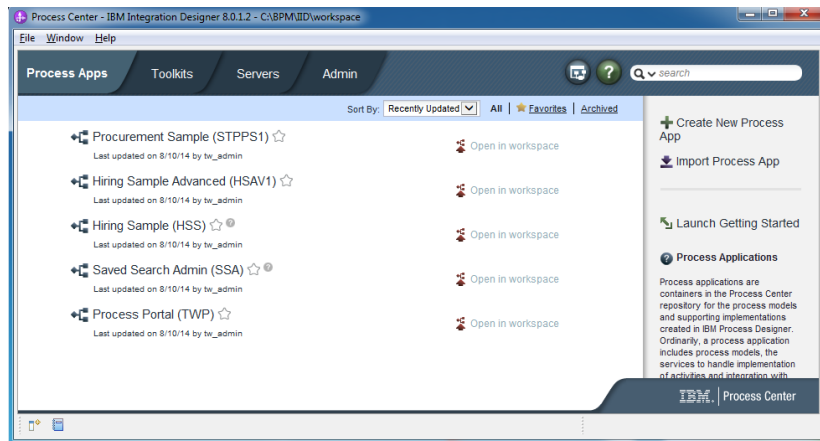 Process Center - IBM Integration Designer 8.0.1.2 - C:\BPM\IID\workspace
File Window Help
Process Apps Toolkits Servers Admin ? search
Sort By: Recently Updated All | Favorites | Archived
Procurement Sample (STPPS1)
Last updated on 8/10/14 by tw_admin
Open in workspace
Hiring Sample Advanced (HSAV1)
Last updated on 8/10/14 by tw_admin
Open in workspace
Hiring Sample (HSS) ?
Last updated on 8/10/14 by tw_admin
Open in workspace
Saved Search Admin (SSA) ?
Last updated on 8/10/14 by tw_admin
Open in workspace
Process Portal (TWP)
Last updated on 8/10/14 by tw_admin
Open in workspace
Create New Process
App
Import Process App
Launch Getting Started
? Process Applications
Process applications are
containers in the Process Center
repository for the process models
and supporting implementations
created in IBM Process Designer.
Ordinarily, a process application
includes process models, the
services to handle implementation
of activities and integration with
IBM. | Process Center